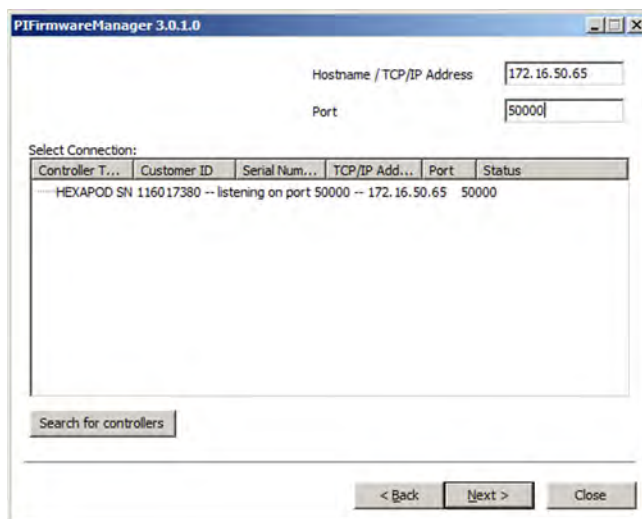 PIFirmwareManager 3.0.1.0
Hostname / TCP/IP Address 172.16.50.65
Port 50000
Select Connection:
Controller T... Customer ID Serial Num... TCP/IP Add... Port Status
HEXAPOD SN 116017380 -- listening on port 50000 -- 172.16.50.65 50000
Search for controllers
< Back Next > Close